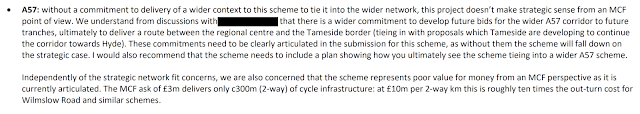 • A57: without a commitment to delivery of a wider context to this scheme to tie it into the wider network, this project doesn't make strategic sense from an MCF
point of view. We understand from discussions with that there is a wider commitment to develop future bids for the wider A57 corridor to future
tranches, ultimately to deliver a route between the regional centre and the Tameside border (tieing in with proposals which Tameside are developing to continue
the corridor towards Hyde). These commitments need to be clearly articulated in the submission for this scheme, as without them the scheme will fall down on
the strategic case. I would also recommend that the scheme needs to include a plan showing how you ultimately see the scheme tieing into a wider A57 scheme.
Independently of the strategic network fit concerns, we are also concerned that the scheme represents poor value for money from an MCF perspective as it is
currently articulated. The MCF ask of £3m delivers only c300m (2-way) of cycle infrastructure: at £10m per 2-way km this is roughly ten times the out-turn cost for
Wilmslow Road and similar schemes.